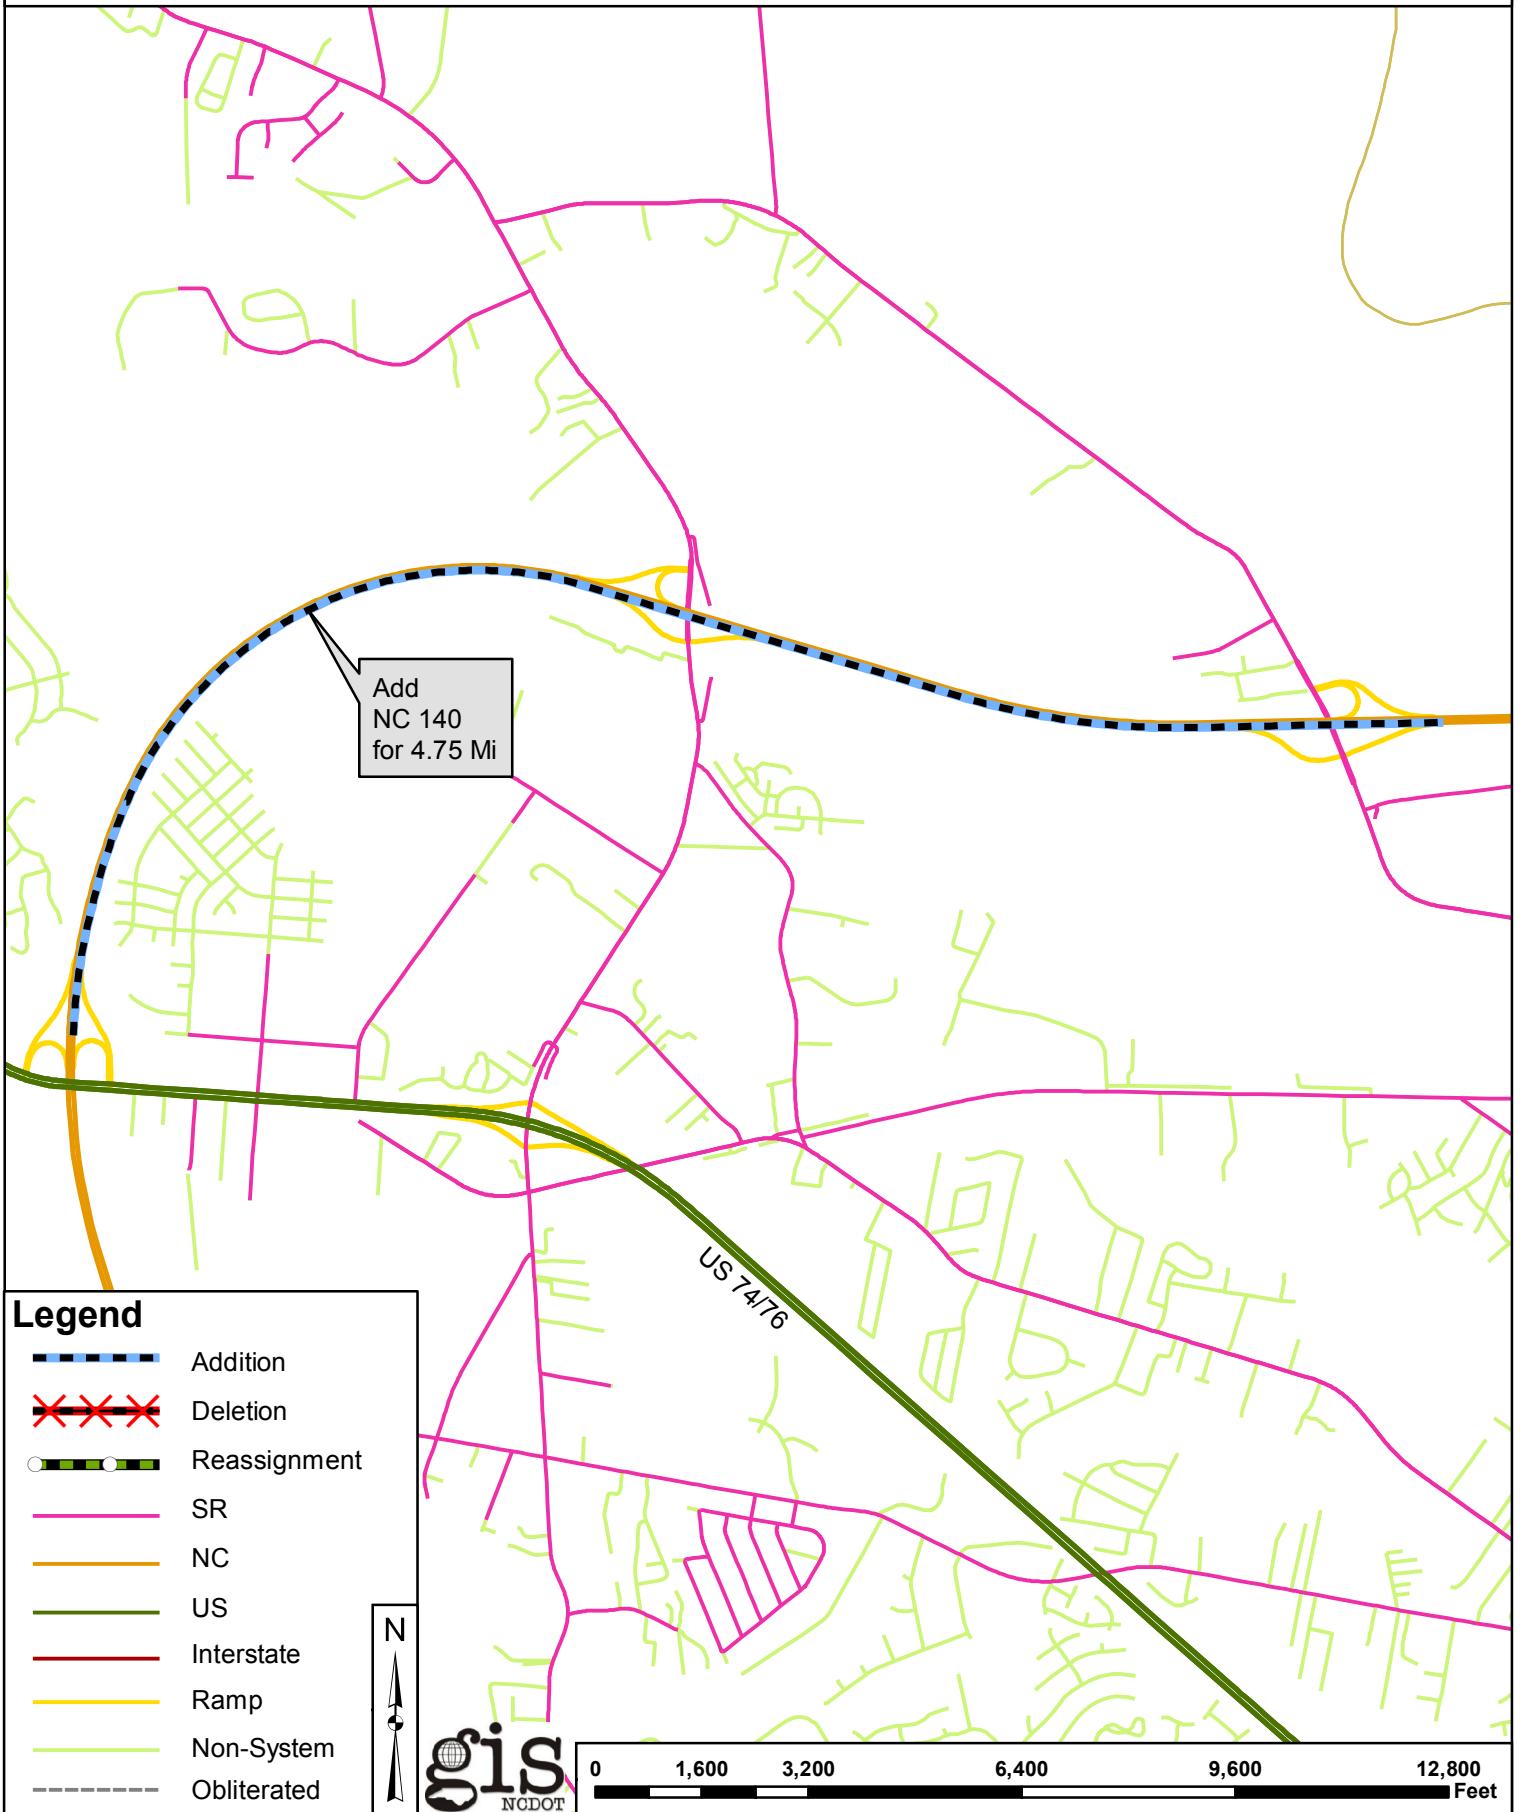 Add
NC 140
for 4.75 Mi
US 74/76
Legend
Addition
Deletion
Reassignment
SR
NC
US
Interstate
Ramp
Non-System
Obliterated
N
gis
NCDOT
0 1,600 3,200 6,400 9,600 12,800
Feet